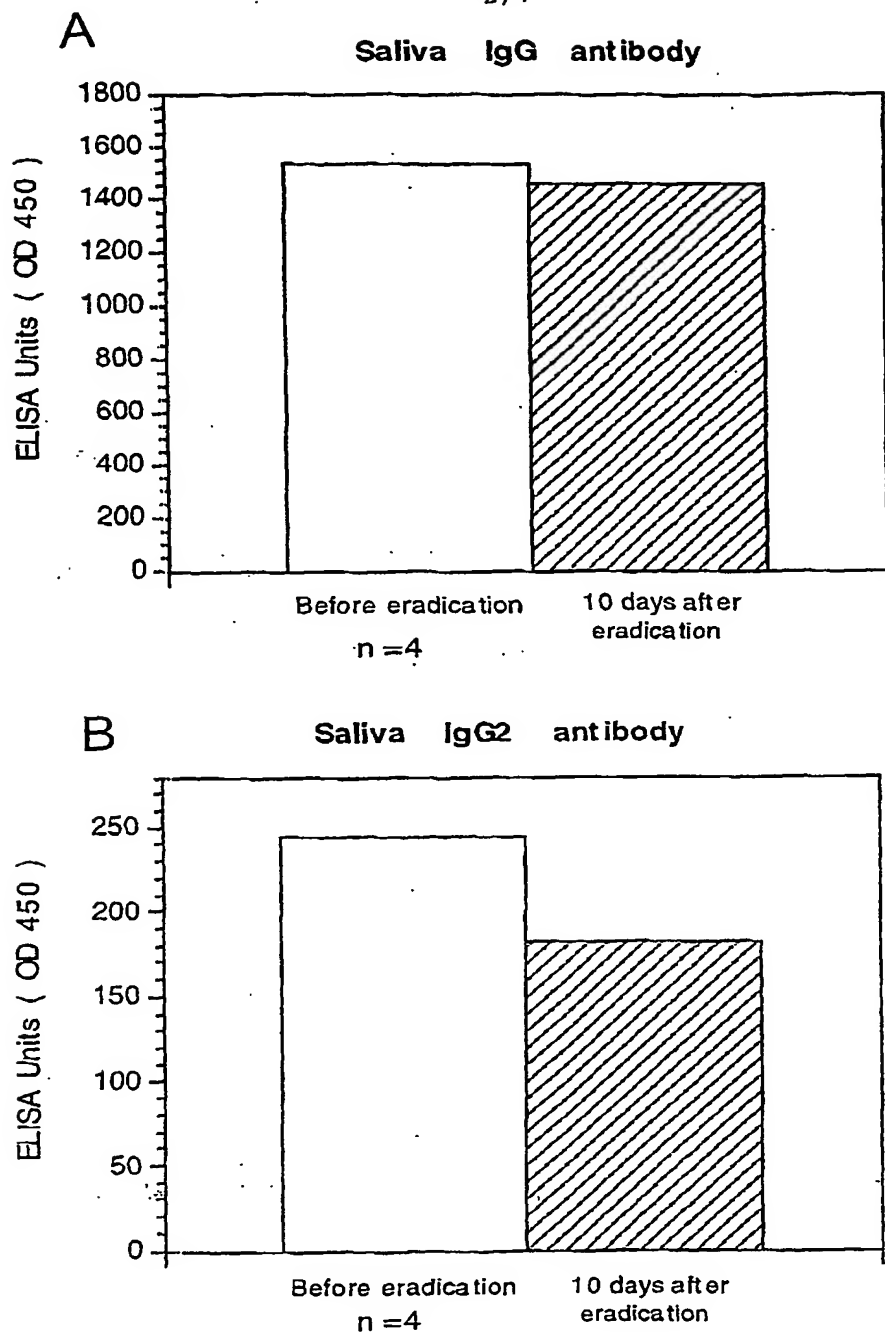 A
Saliva IgG antibody
1800
1600
1400
1200
1000
800
600
400
200
0
ELISA Units ( OD 450 )
Before eradication
10 days after
eradication
n =4
B
Saliva IgG2 antibody
250
200
150
100
50
0
ELISA Units ( OD 450 )
Before eradication
10 days after
eradication
n =4